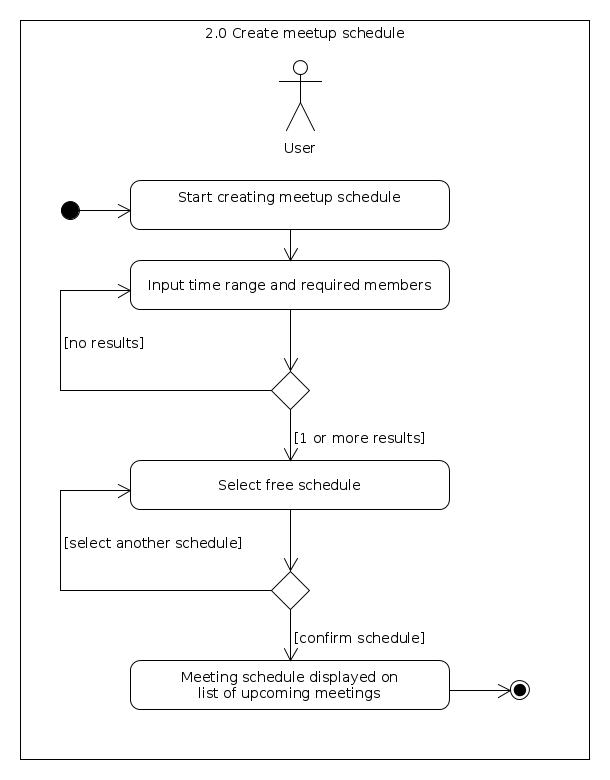 2.0 Create meetup schedule
User
Start creating meetup schedule
Input time range and required members
[no results]
[1 or more results]
Select free schedule
[select another schedule]
[confirm schedule]
Meeting schedule displayed on
list of upcoming meetings